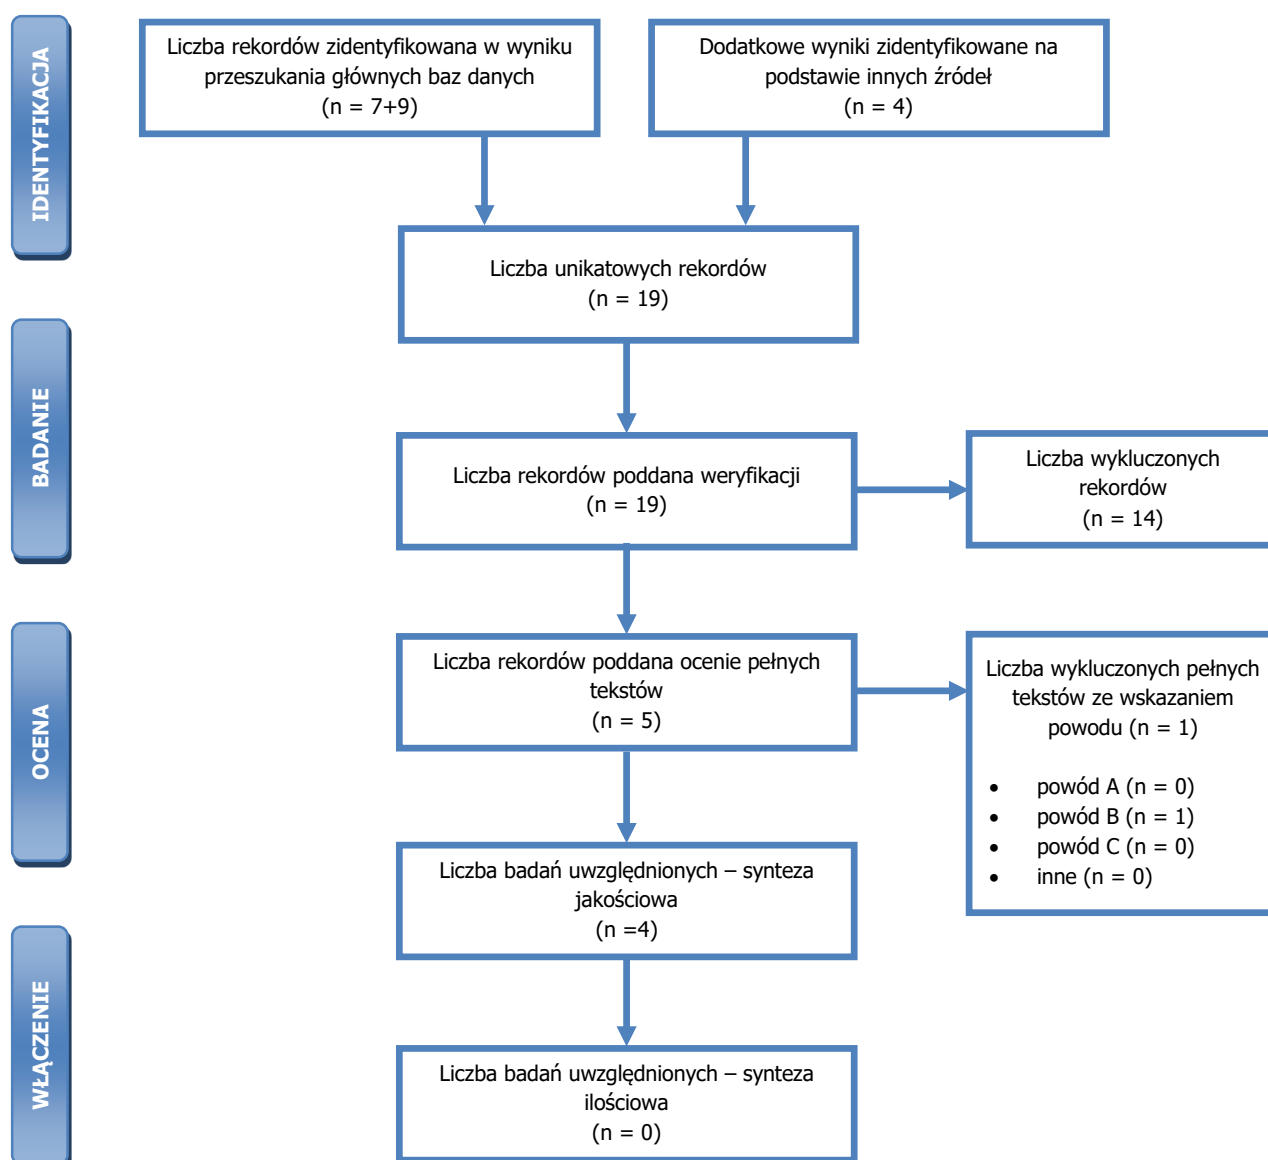 IDENTYFIKACJA
Liczba rekordów zidentyfikowana w wyniku
przeszukania głównych baz danych
(n = 7+9)
Dodatkowe wyniki zidentyfikowane na
podstawie innych źródeł
(n = 4)
Liczba unikatowych rekordów
(n = 19)
BADANIE
Liczba rekordów poddana weryfikacji
(n = 19)
Liczba wykluczonych
rekordów
(n = 14)
OCENA
Liczba rekordów poddana ocenie pełnych
tekstów
(n = 5)
Liczba wykluczonych pełnych
tekstów ze wskazaniem
powodu (n = 1)
• powód A (n = 0)
• powód B (n = 1)
• powód C (n = 0)
• inne (n = 0)
Liczba badań uwzględnionych – synteza
jakościowa
(n =4)
WŁĄCZENIE
Liczba badań uwzględnionych – synteza
ilościowa
(n = 0)